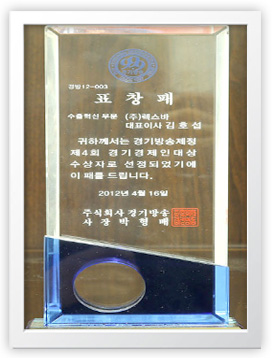 경방12-003
표 창 패
수출혁신 부문 (주)렉스바
대표이사 김 호 섭
귀하께서는 경기방송제정
제4회 경기경제인대상
수상자로 선정되었기에
이 패를 드립니다.
2012년 4월 16일
주식회사 경기방송
사 장 박 형 배